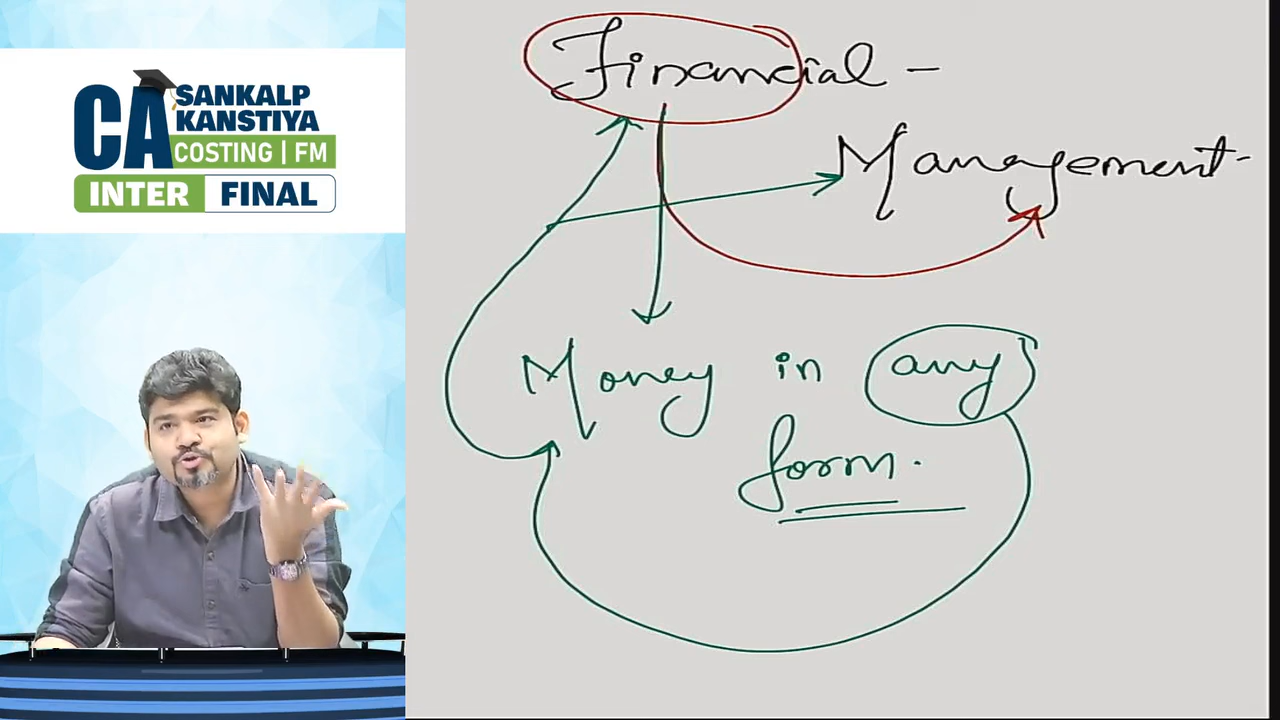 CA
SANKALP
KANSTIYA
COSTING | FM
INTER FINAL
Financial -
Management-
Money in any
form.